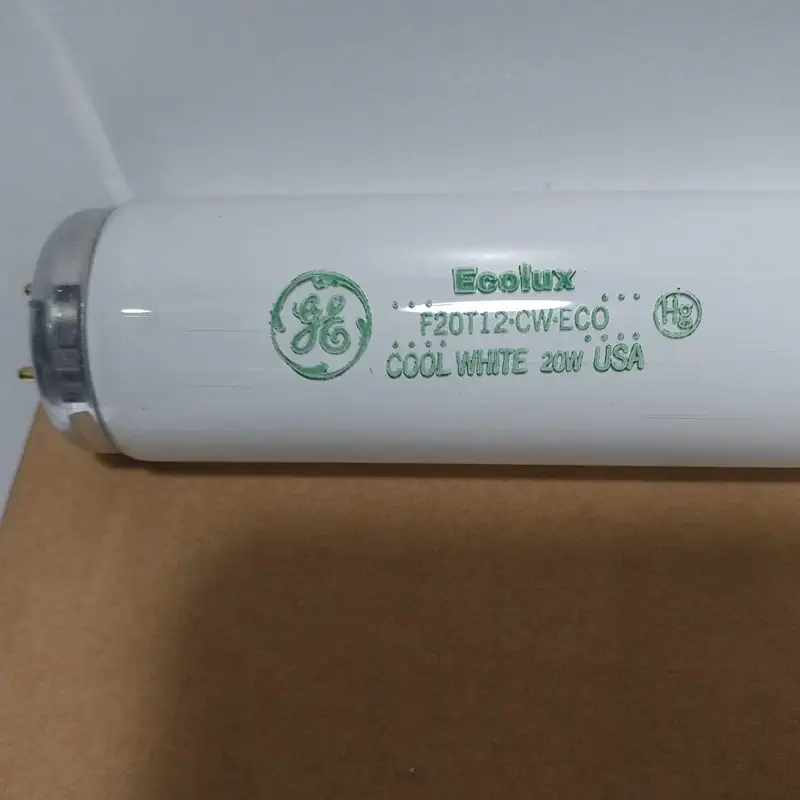 GE
Ecolux
F20T12·CW·ECO
Hg
COOL WHITE 20W USA